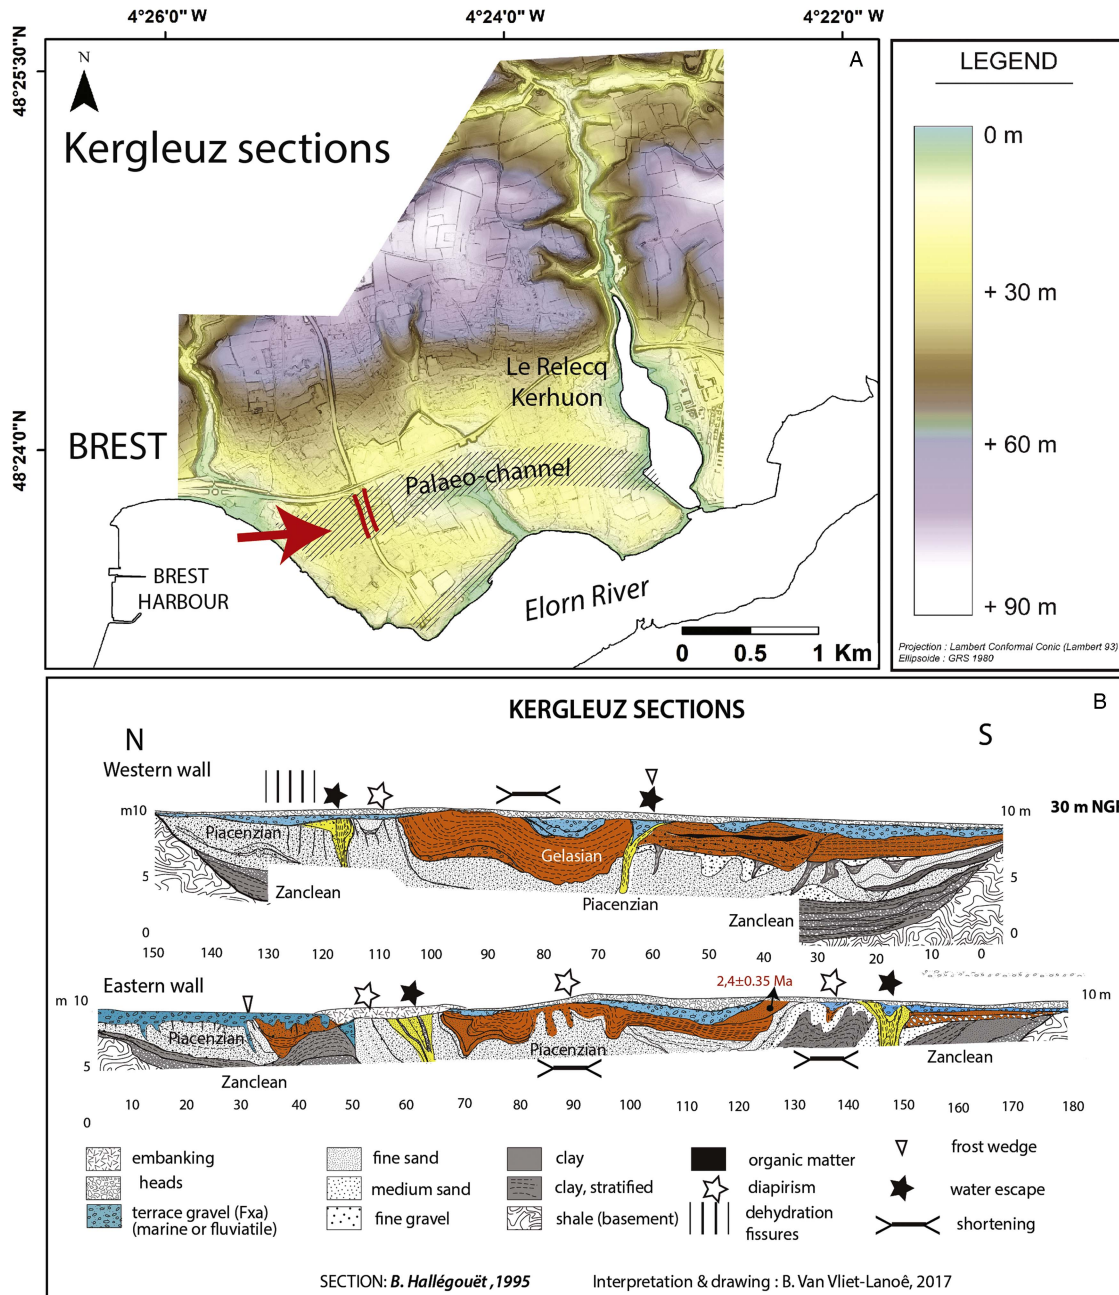 4°26'0" W
4°24'0" W
4°22'0" W
48°25'30"N
48°24'0"N
N
A
Kergleuz sections
Le Relecq
Kerhuon
BREST
Palaeo-channel
BREST
HARBOUR
Elorn River
0 0.5 1 Km
LEGEND
0 m
+ 30 m
+ 60 m
+ 90 m
Projection : Lambert Conformal Conic (Lambert 93)
Ellipsoide : GRS 1980
B
KERGLEUZ SECTIONS
N
S
Western wall
m10
10 m
30 m NGF
Piacenzian
Gelasian
5
5
Zanclean
Piacenzian
Zanclean
0
0
150 140 130 120 110 100 90 80 70 60 50 40 30 20 10 0
Eastern wall
2,4±0.35 Ma
m 10
10 m
Piacenzian
Piacenzian
Zanclean
5
Zanclean
0
10 20 30 40 50 60 70 80 90 100 110 120 130 140 150 160 170 180
embanking
heads
terrace gravel (Fxa)
(marine or fluviatile)
fine sand
medium sand
fine gravel
clay
clay, stratified
shale (basement)
organic matter
diapirism
dehydration
fissures
frost wedge
water escape
shortening
SECTION: B. Hallégouët ,1995
Interpretation & drawing : B. Van Vliet-Lanoê, 2017